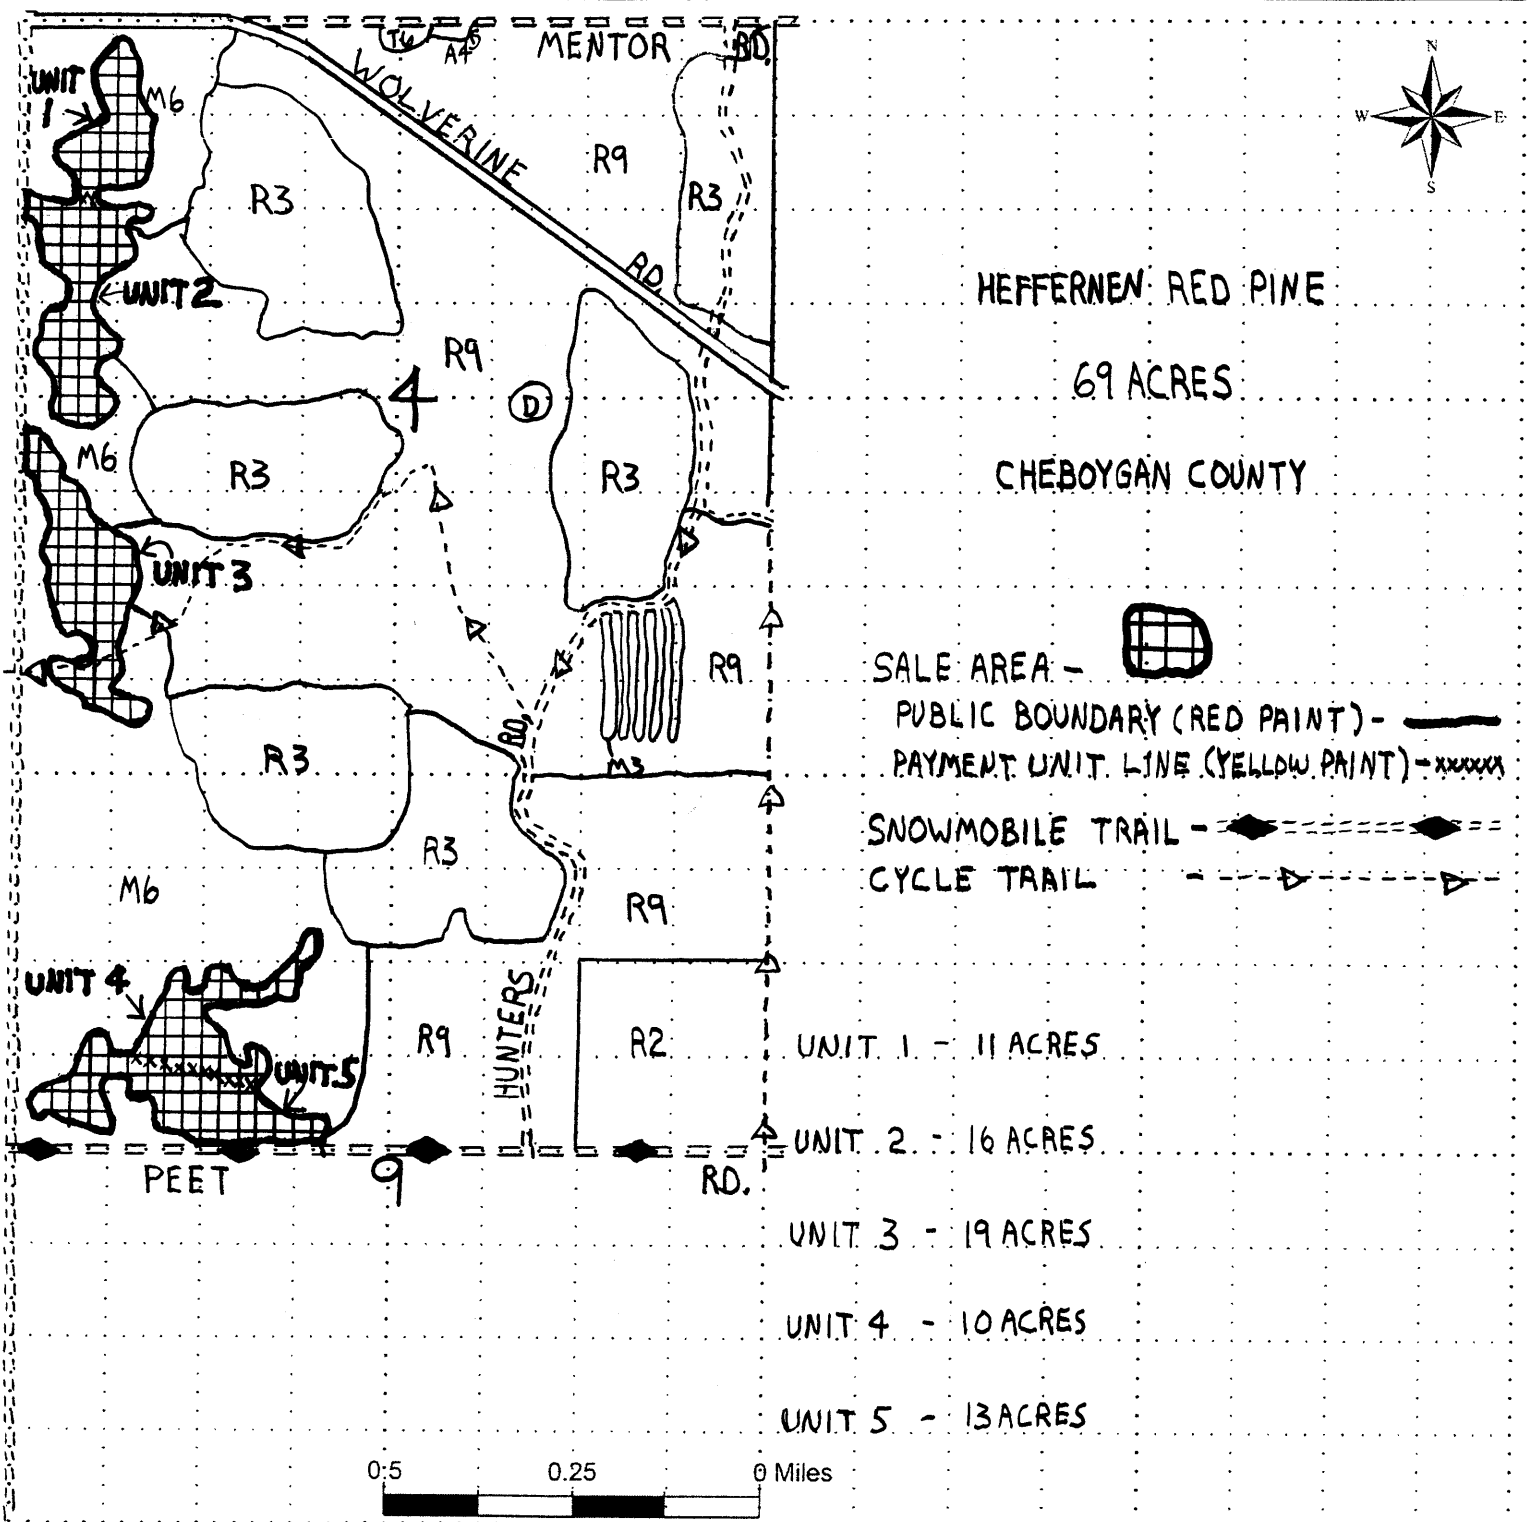 MENTOR RD.
T6
A4
WOLVERINE RD.
N
W E
S
UNIT 1
M6
R3
R9
R3
UNIT 2
R9
4
D
HEFFERNEN RED PINE
69 ACRES
CHEBOYGAN COUNTY
M6
R3
R3
UNIT 3
R9
M3
SALE AREA -
PUBLIC BOUNDARY (RED PAINT) -
PAYMENT UNIT LINE (YELLOW PAINT) - xxxxxx
SNOWMOBILE TRAIL -
CYCLE TRAIL
R3
R3
M6
R9
UNIT 4
UNIT 5
R9
HUNTERS RD.
R2
PEET RD.
9
UNIT 1 - 11 ACRES
UNIT 2 - 16 ACRES
UNIT 3 - 19 ACRES
UNIT 4 - 10 ACRES
UNIT 5 - 13 ACRES
0.5 0.25 0 Miles